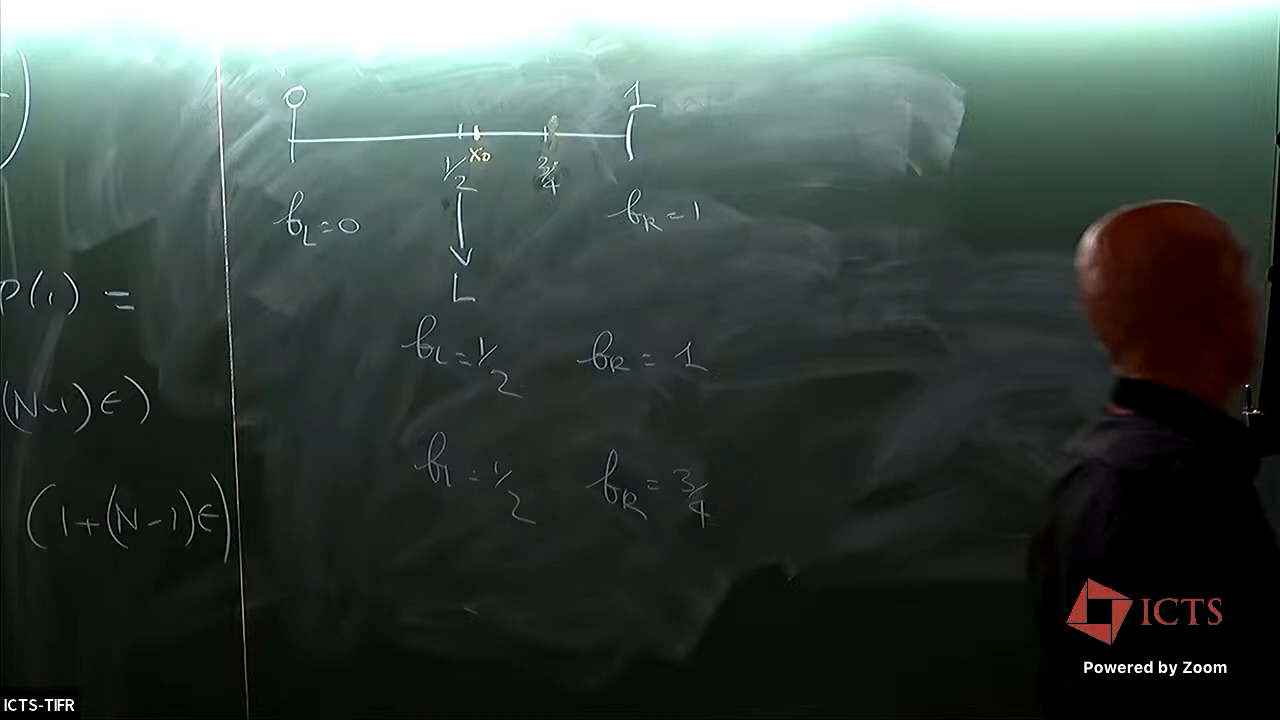 0 1
1/2 x₀ 3/4
b_L = 0 b_R = 1
L
b_L = 1/2 b_R = 1
b_L = 1/2 b_R = 3/4
P(1) =
(N-1)ϵ)
(1+(N-1)ϵ)
ICTS
Powered by Zoom
ICTS-TIFR